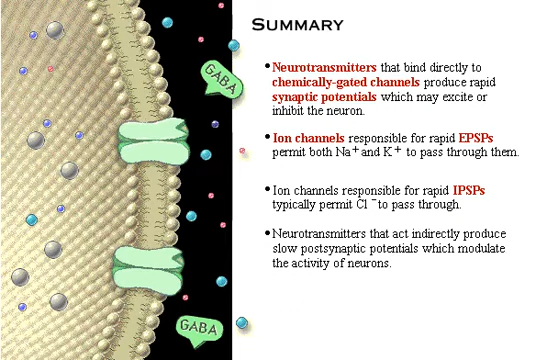 SUMMARY
GABA
• Neurotransmitters that bind directly to
chemically-gated channels produce rapid
synaptic potentials which may excite or
inhibit the neuron.
• Ion channels responsible for rapid EPSPs
permit both Na⁺ and K⁺ to pass through them.
• Ion channels responsible for rapid IPSPs
typically permit Cl⁻ to pass through.
• Neurotransmitters that act indirectly produce
slow postsynaptic potentials which modulate
the activity of neurons.
GABA